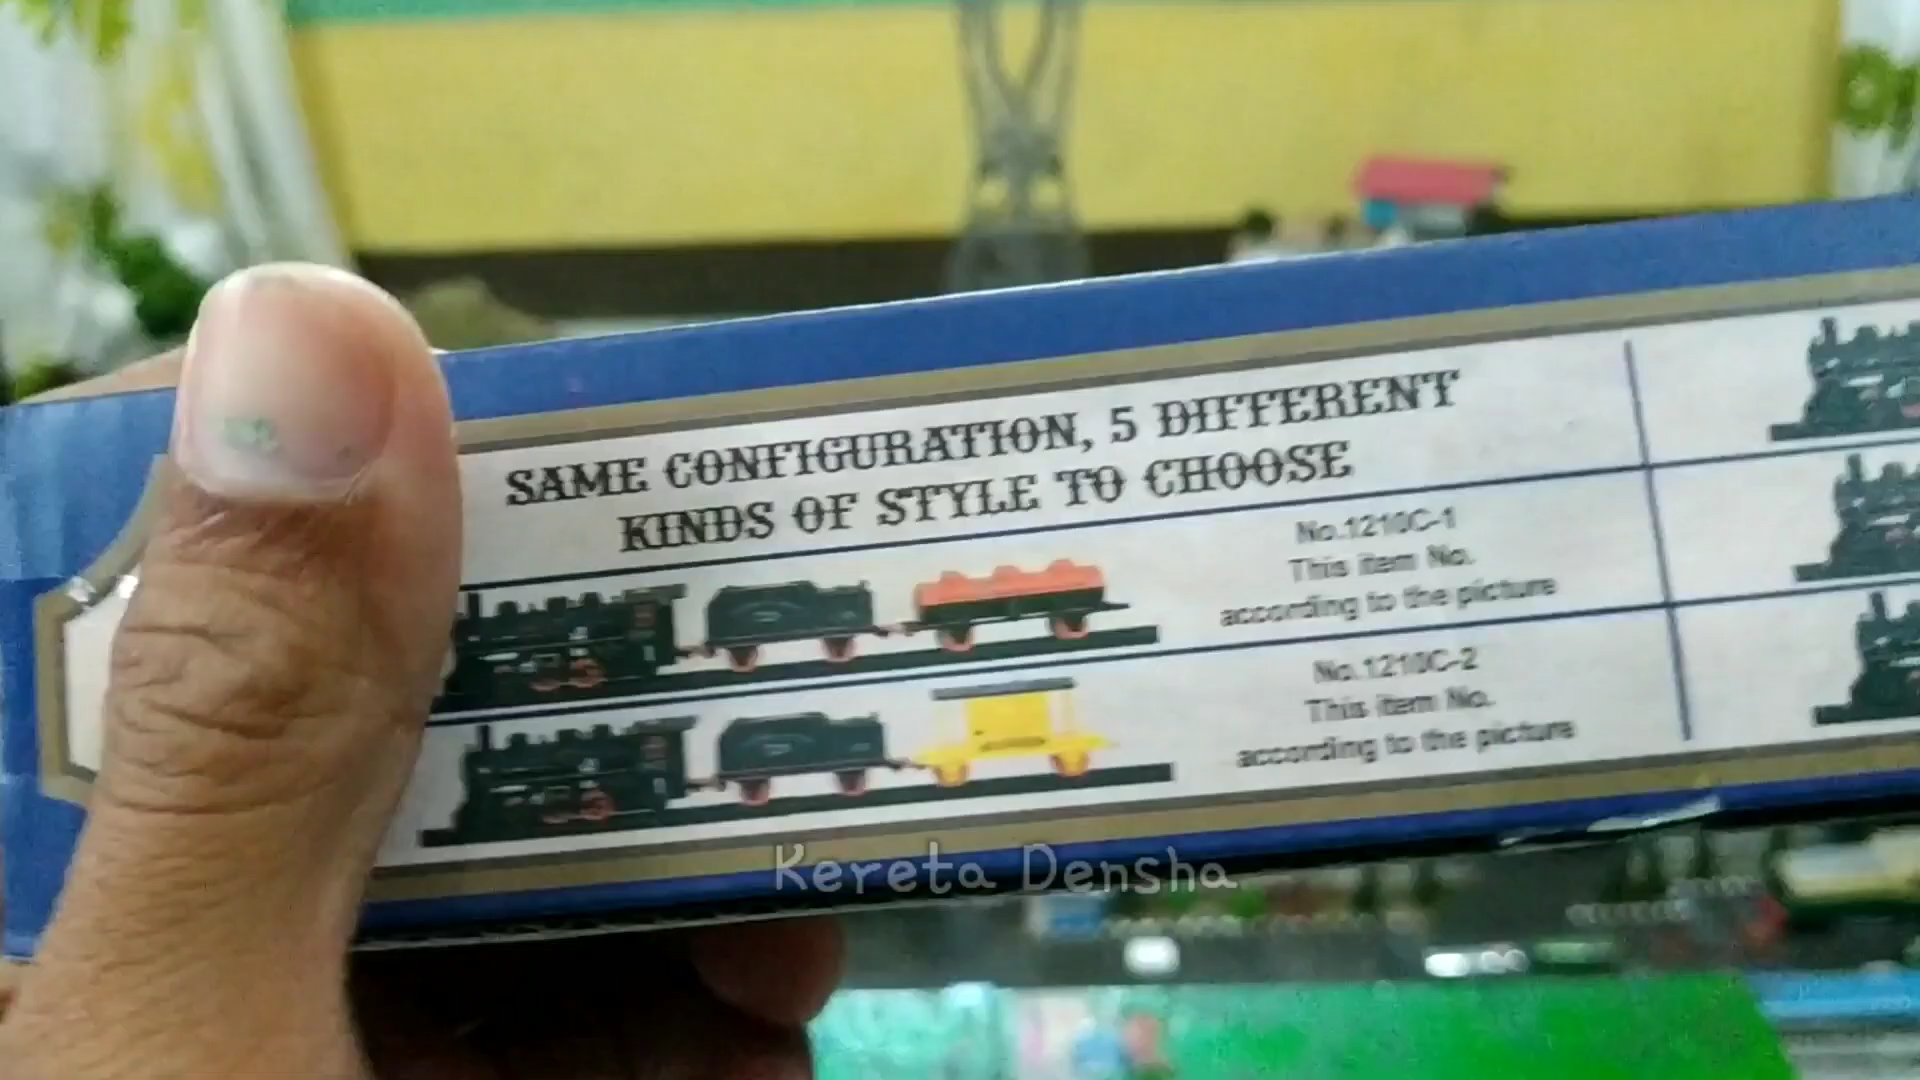 SAME CONFIGURATION, 5 DIFFERENT
KINDS OF STYLE TO CHOOSE
No.1210C-1
This item No.
according to the picture
No.1210C-2
This item No.
according to the picture
Kereta Densha